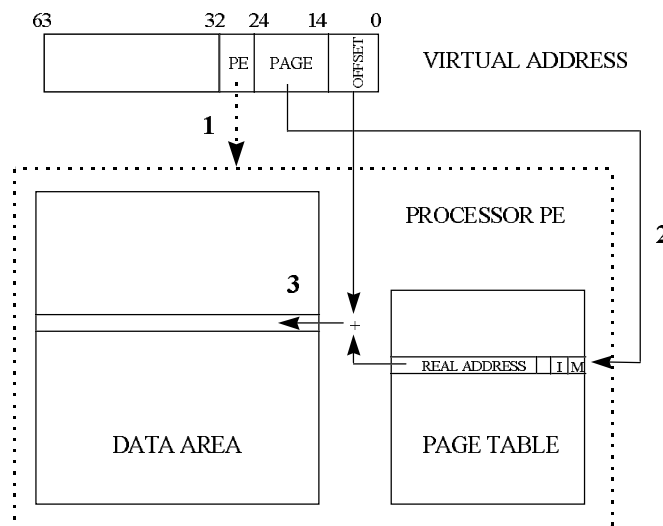 63 32 24 14 0
PE PAGE OFFSET
VIRTUAL ADDRESS
1
PROCESSOR PE
2
3
+
REAL ADDRESS I M
DATA AREA
PAGE TABLE